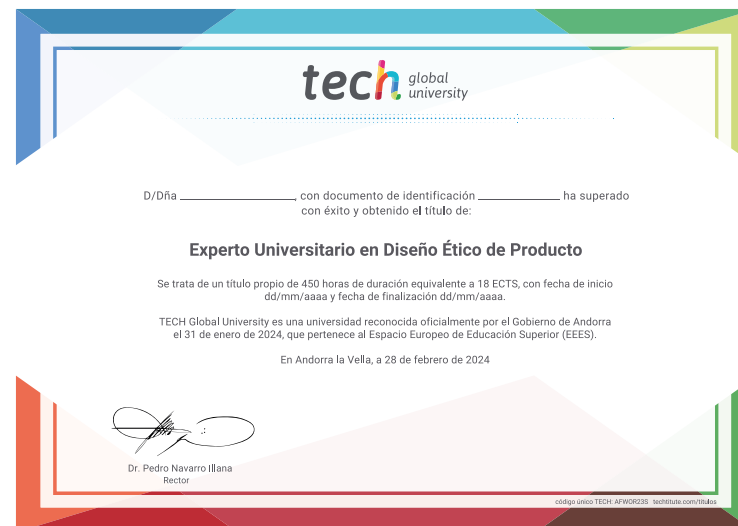 tech global university
D/Dña ____________, con documento de identificación __________ ha superado
con éxito y obtenido el título de:
Experto Universitario en Diseño Ético de Producto
Se trata de un título propio de 450 horas de duración equivalente a 18 ECTS, con fecha de inicio
dd/mm/aaaa y fecha de finalización dd/mm/aaaa.
TECH Global University es una universidad reconocida oficialmente por el Gobierno de Andorra
el 31 de enero de 2024, que pertenece al Espacio Europeo de Educación Superior (EEES).
En Andorra la Vella, a 28 de febrero de 2024
Dr. Pedro Navarro Illana
Rector
código único TECH: AFWOR23S techtitute.com/titulos